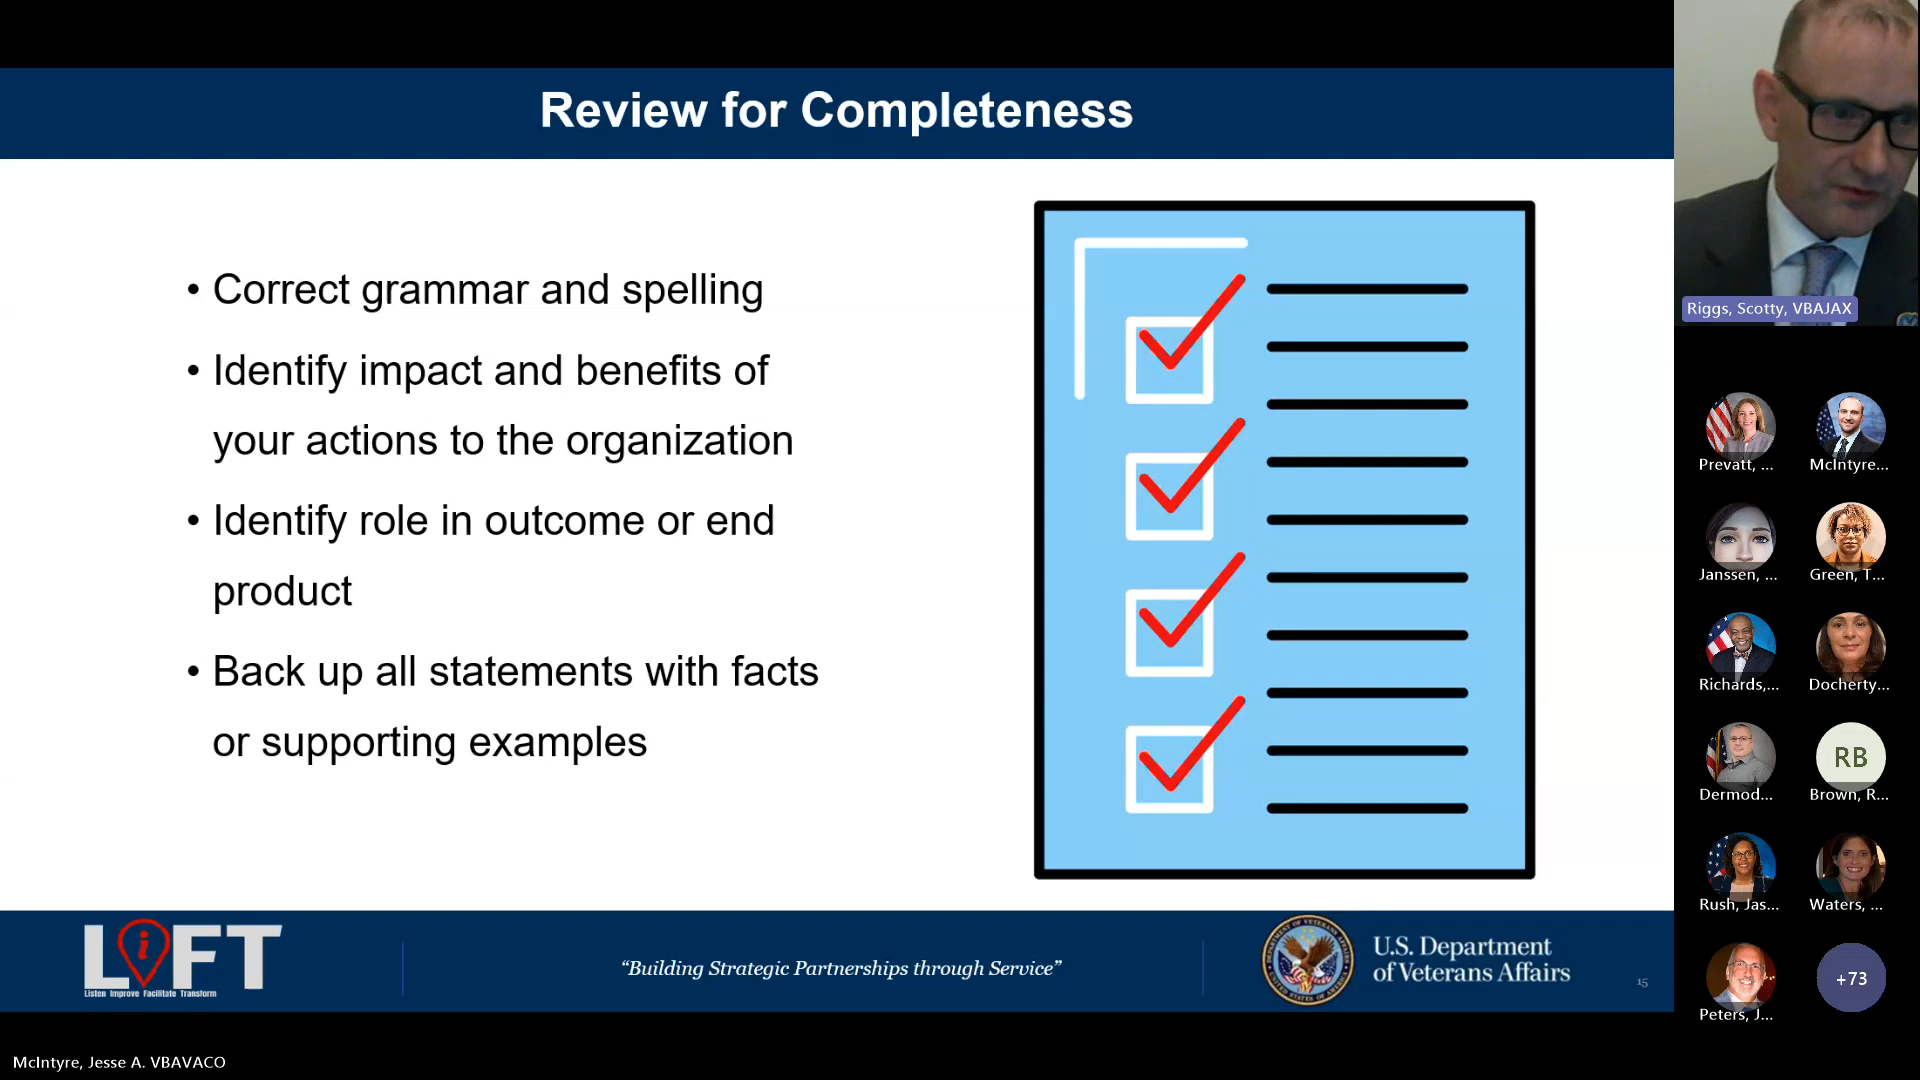 Review for Completeness
• Correct grammar and spelling
• Identify impact and benefits of
your actions to the organization
• Identify role in outcome or end
product
• Back up all statements with facts
or supporting examples
LiFT
Listen Improve Facilitate Transform
“Building Strategic Partnerships through Service”
U.S. Department
of Veterans Affairs
15
McIntyre, Jesse A. VBAVACO
Riggs, Scotty, VBAJAX
Prevatt, ...
McIntyre...
Janssen, ...
Green, T...
Richards,...
Docherty...
Dermod...
RB
Brown, R...
Rush, Jas...
Waters, ...
Peters, J...
+73